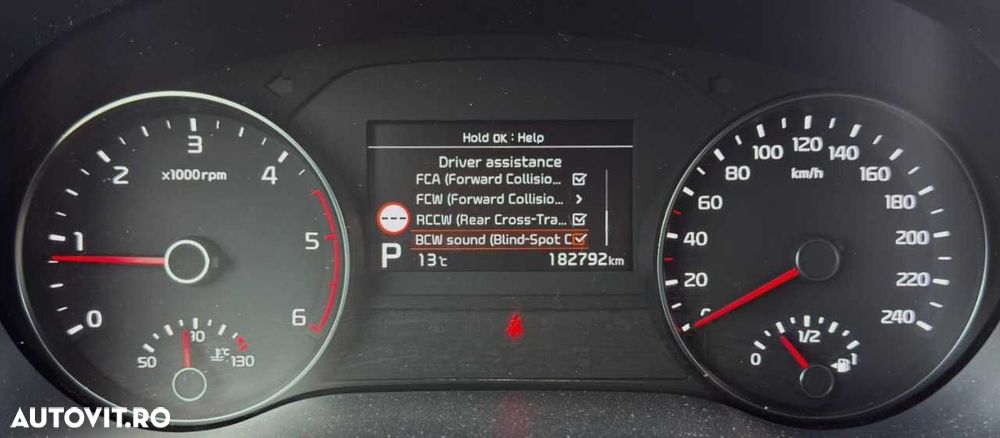 Hold OK : Help
Driver assistance
FCA (Forward Collisio...
FCW (Forward Collisio...
RCCW (Rear Cross-Tra...
BCW sound (Blind-Spot C
P
13℃
182792km
0
1
2
3
4
5
6
x1000rpm
50
130
℃
0
20
40
60
80
100
120
140
160
180
200
220
240
km/h
0
1/2
1
AUTOVIT.RO